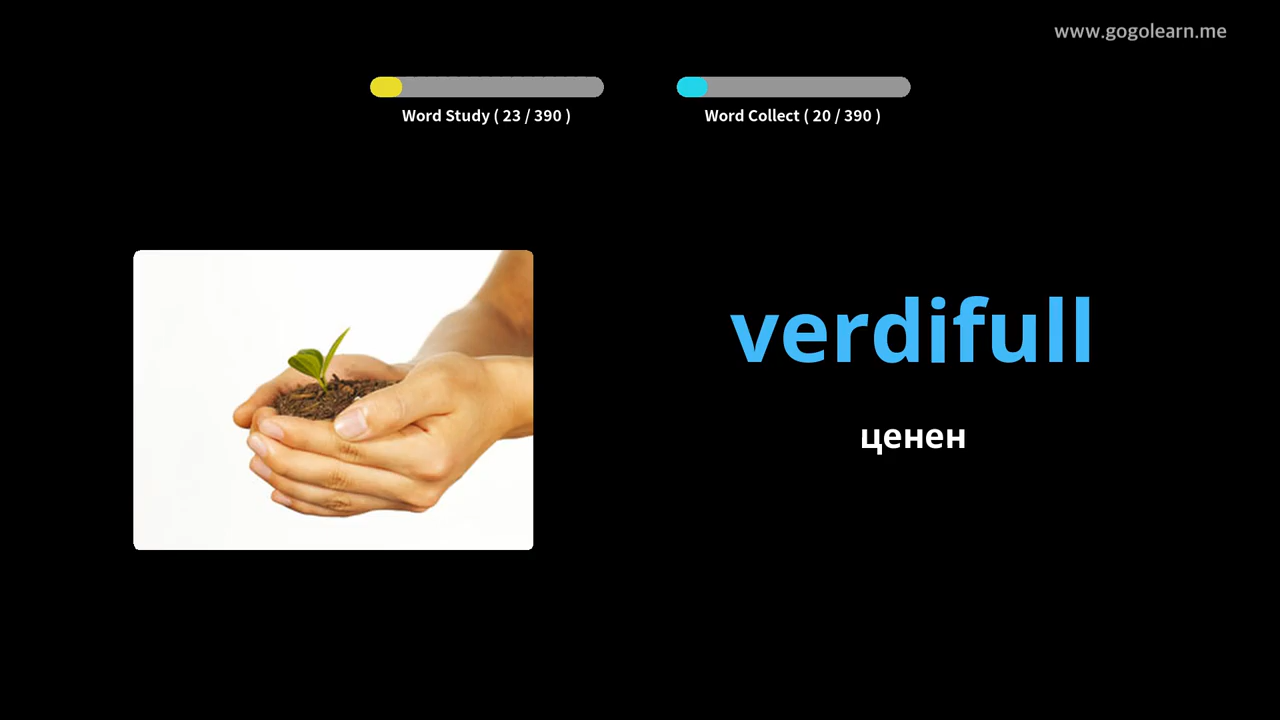 www.gogolearn.me
Word Study ( 23 / 390 )
Word Collect ( 20 / 390 )
verdifull
ценен